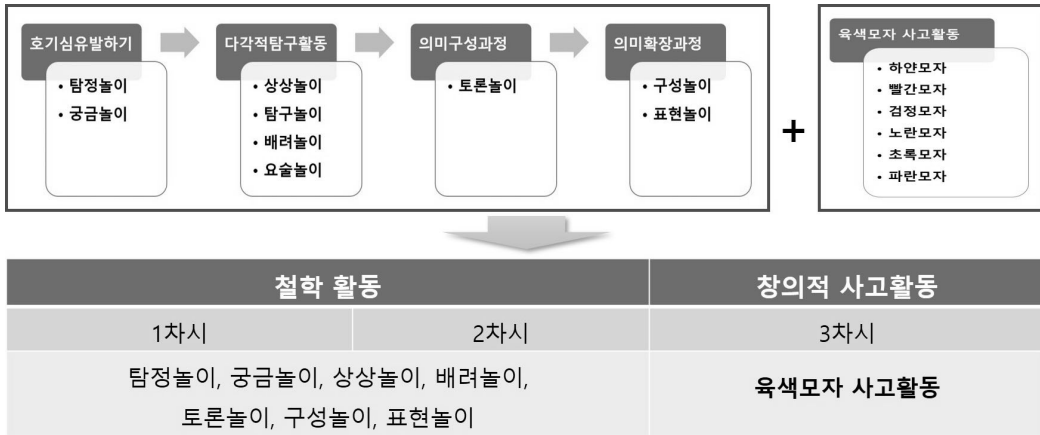 호기심유발하기
• 탐정놀이
• 궁금놀이
다각적탐구활동
• 상상놀이
• 탐구놀이
• 배려놀이
• 요술놀이
의미구성과정
• 토론놀이
의미확장과정
• 구성놀이
• 표현놀이
+
육색모자 사고활동
• 하얀모자
• 빨간모자
• 검정모자
• 노란모자
• 초록모자
• 파란모자
철학 활동
창의적 사고활동
1차시
2차시
3차시
탐정놀이, 궁금놀이, 상상놀이, 배려놀이,
토론놀이, 구성놀이, 표현놀이
육색모자 사고활동